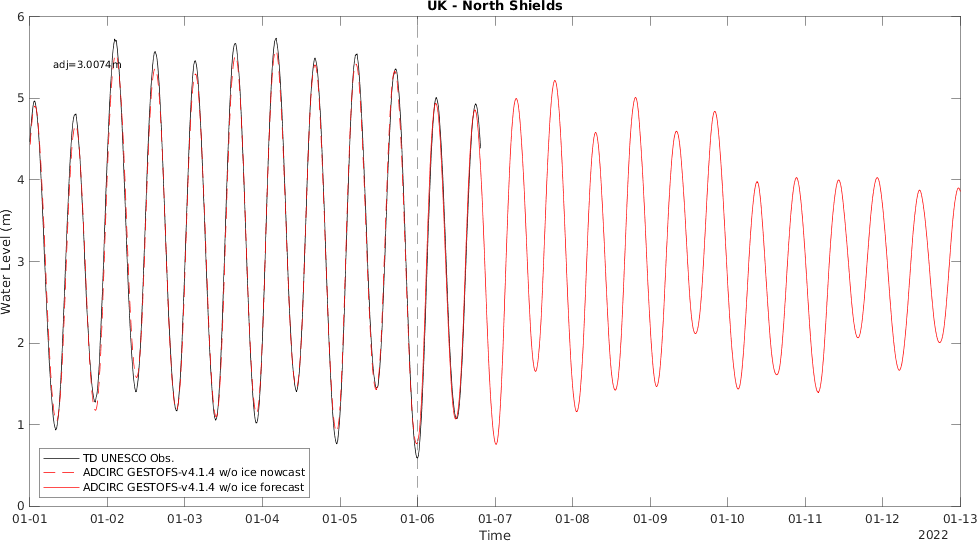 UK - North Shields
6
adj=3.0074m
5
4
3
2
1
0
Water Level (m)
TD UNESCO Obs.
ADCIRC GESTOFS-v4.1.4 w/o ice nowcast
ADCIRC GESTOFS-v4.1.4 w/o ice forecast
01-01 01-02 01-03 01-04 01-05 01-06 01-07 01-08 01-09 01-10 01-11 01-12 01-13
Time
2022